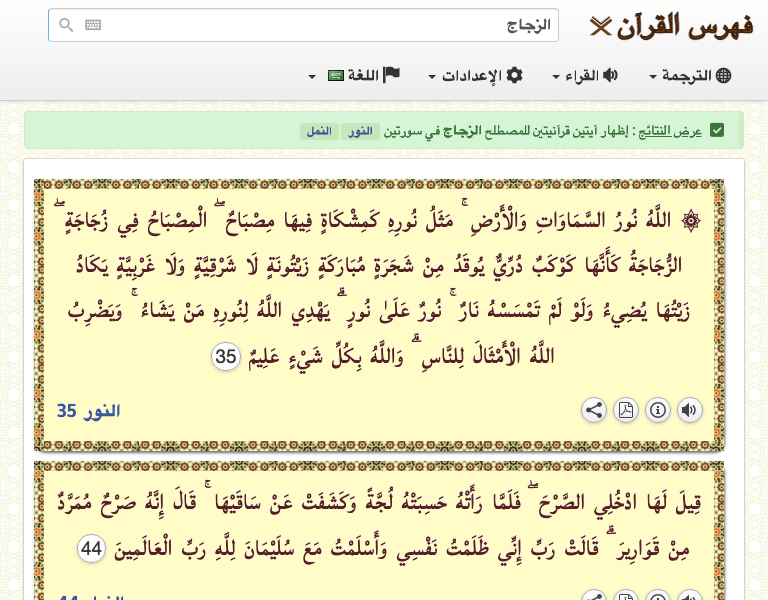 فهرس القرآن
الزجاج
الترجمة القراء الإعدادات اللغة
عرض النتائج : إظهار آيتين قرآنيتين للمصطلح الزجاج في سورتين النور النمل
۞ اللَّهُ نُورُ السَّمَاوَاتِ وَالْأَرْضِ ۚ مَثَلُ نُورِهِ كَمِشْكَاةٍ فِيهَا مِصْبَاحٌ ۖ الْمِصْبَاحُ فِي زُجَاجَةٍ ۖ
الزُّجَاجَةُ كَأَنَّهَا كَوْكَبٌ دُرِّيٌّ يُوقَدُ مِنْ شَجَرَةٍ مُبَارَكَةٍ زَيْتُونَةٍ لَا شَرْقِيَّةٍ وَلَا غَرْبِيَّةٍ يَكَادُ
زَيْتُهَا يُضِيءُ وَلَوْ لَمْ تَمْسَسْهُ نَارٌ ۚ نُورٌ عَلَىٰ نُورٍ ۗ يَهْدِي اللَّهُ لِنُورِهِ مَنْ يَشَاءُ ۚ وَيَضْرِبُ
اللَّهُ الْأَمْثَالَ لِلنَّاسِ ۗ وَاللَّهُ بِكُلِّ شَيْءٍ عَلِيمٌ 35
النور 35
قِيلَ لَهَا ادْخُلِي الصَّرْحَ ۖ فَلَمَّا رَأَتْهُ حَسِبَتْهُ لُجَّةً وَكَشَفَتْ عَنْ سَاقَيْهَا ۚ قَالَ إِنَّهُ صَرْحٌ مُمَرَّدٌ
مِنْ قَوَارِيرَ ۗ قَالَتْ رَبِّ إِنِّي ظَلَمْتُ نَفْسِي وَأَسْلَمْتُ مَعَ سُلَيْمَانَ لِلَّهِ رَبِّ الْعَالَمِينَ 44